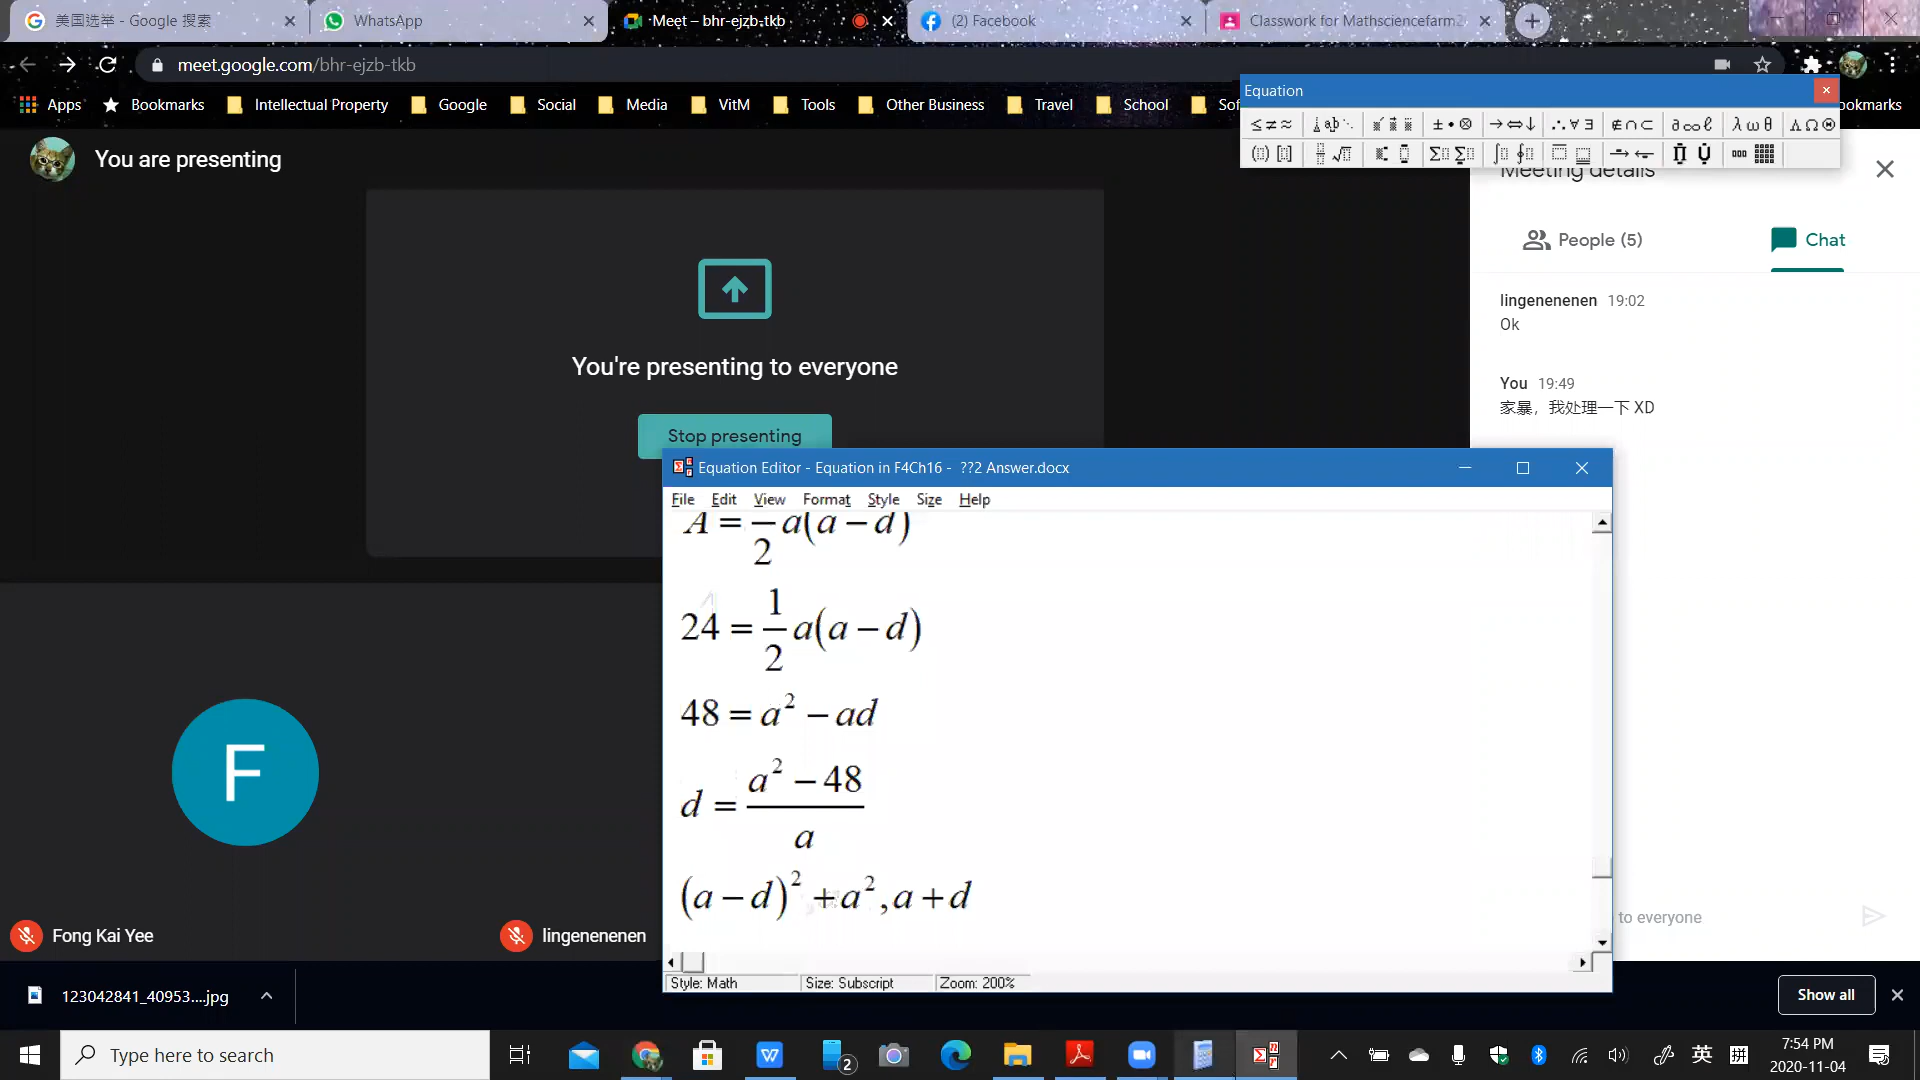 美国选举 - Google 搜索
WhatsApp
Meet – bhr-ejzb-tkb
(2) Facebook
Classwork for Mathsciencefarm2
meet.google.com/bhr-ejzb-tkb
Apps
Bookmarks
Intellectual Property
Google
Social
Media
VitM
Tools
Other Business
Travel
School
Equation
You are presenting
You're presenting to everyone
Stop presenting
Meeting details
People (5)
Chat
lingenenenen 19:02
Ok
You 19:49
家暴，我处理一下 XD
to everyone
Equation Editor - Equation in F4Ch16 - ??2 Answer.docx
File Edit View Format Style Size Help
A = 1/2 a(a − d)
24 = 1/2 a(a − d)
48 = a² − ad
d = (a² − 48)/a
(a − d)² + a², a + d
Style: Math
Size: Subscript
Zoom: 200%
F
Fong Kai Yee
lingenenenen
123042841_40953....jpg
Show all
Type here to search
2
英
拼
7:54 PM
2020-11-04